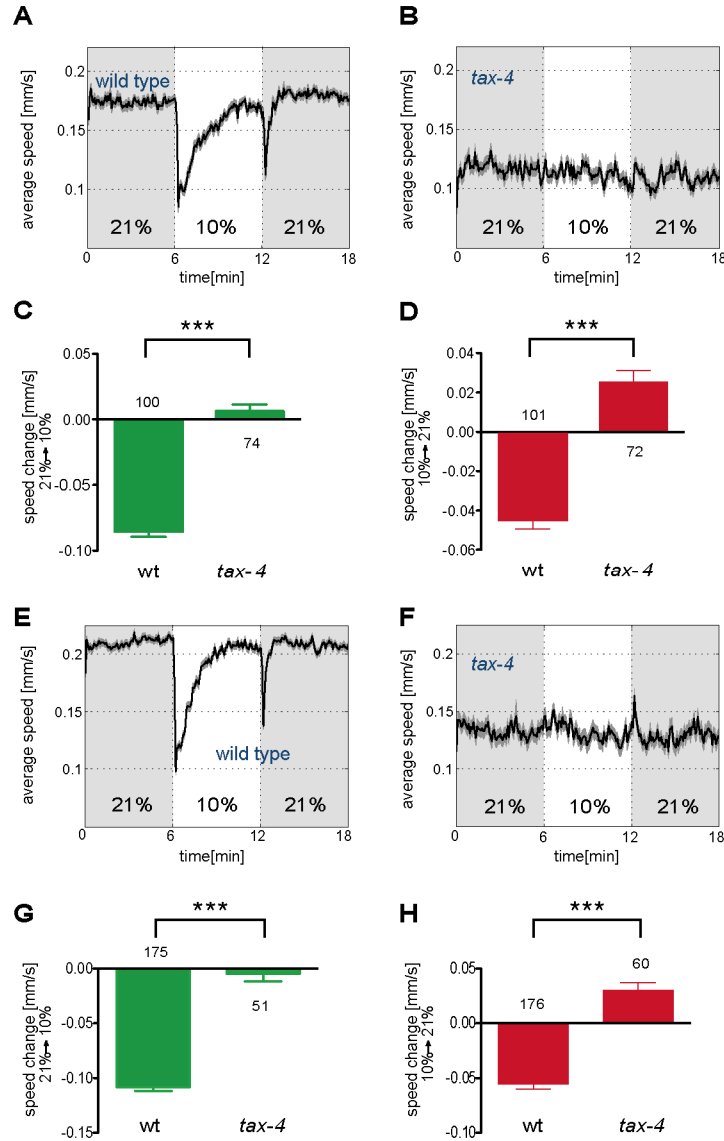 A
average speed [mm/s]
0.2
0.15
0.1
wild type
21%
10%
21%
0
6
12
18
time[min]
B
average speed [mm/s]
0.2
0.15
0.1
tax-4
21%
10%
21%
0
6
12
18
time[min]
C
speed change [mm/s]
21%→10%
0.05
0.00
-0.05
-0.10
***
100
74
wt
tax-4
D
speed change [mm/s]
10%→21%
0.04
0.02
0.00
-0.02
-0.04
-0.06
***
101
72
wt
tax-4
E
average speed [mm/s]
0.2
0.15
0.1
wild type
21%
10%
21%
0
6
12
18
time[min]
F
average speed [mm/s]
0.2
0.15
0.1
tax-4
21%
10%
21%
0
6
12
18
time[min]
G
speed change [mm/s]
21%→10%
0.00
-0.05
-0.10
-0.15
***
175
51
wt
tax-4
H
speed change [mm/s]
10%→21%
0.05
0.00
-0.05
-0.10
***
176
60
wt
tax-4